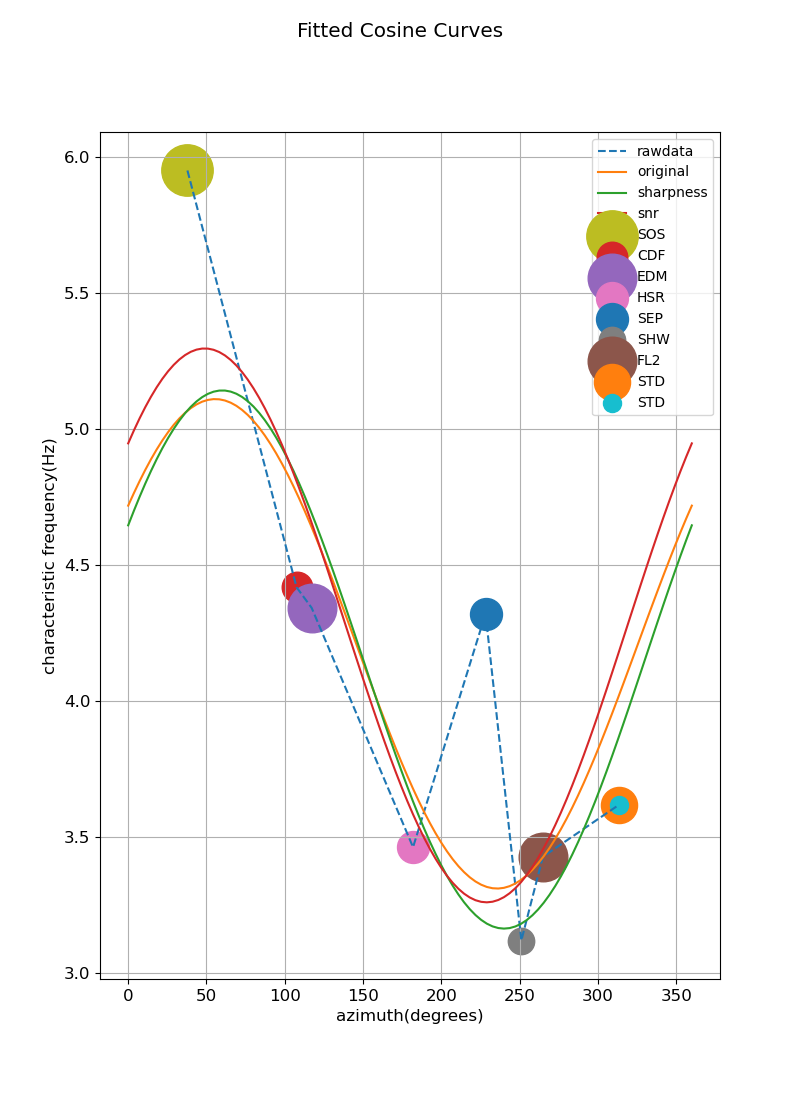 Fitted Cosine Curves
6.0
5.5
5.0
4.5
4.0
3.5
3.0
characteristic frequency(Hz)
rawdata
original
sharpness
snr
SOS
CDF
EDM
HSR
SEP
SHW
FL2
STD
STD
0 50 100 150 200 250 300 350
azimuth(degrees)